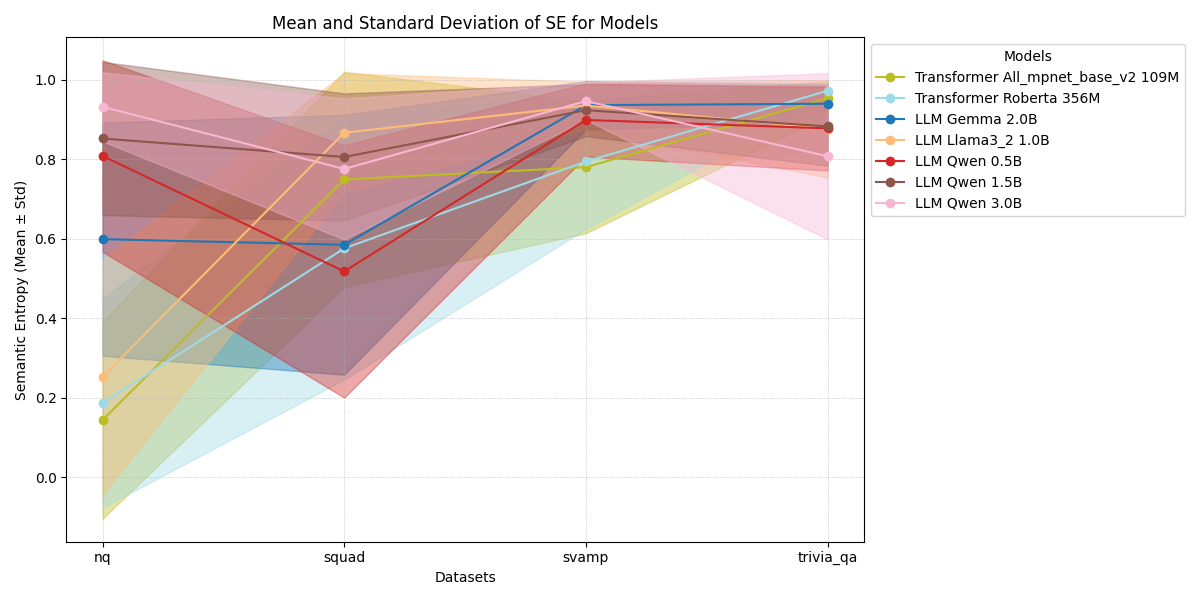 Mean and Standard Deviation of SE for Models
Semantic Entropy (Mean ± Std)
1.0
0.8
0.6
0.4
0.2
0.0
nq
squad
svamp
trivia_qa
Datasets
Models
Transformer All_mpnet_base_v2 109M
Transformer Roberta 356M
LLM Gemma 2.0B
LLM Llama3_2 1.0B
LLM Qwen 0.5B
LLM Qwen 1.5B
LLM Qwen 3.0B